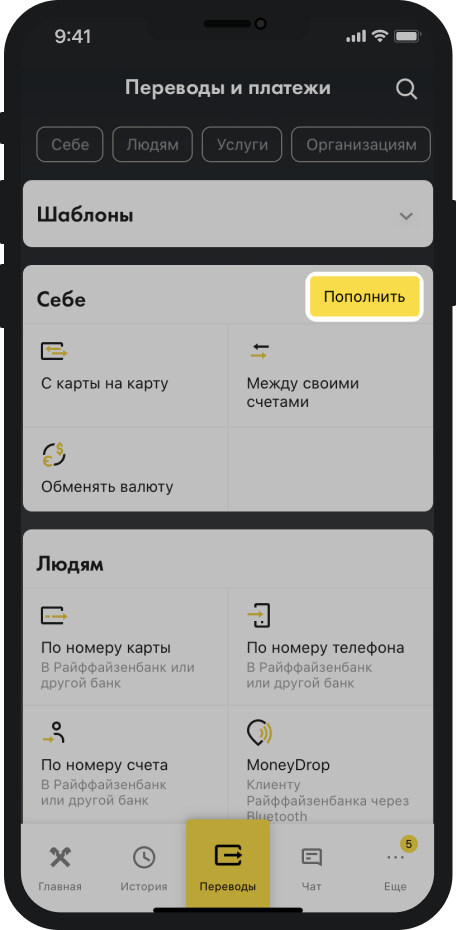 9:41
Переводы и платежи
Себе
Людям
Услуги
Организациям
Шаблоны
Себе
Пополнить
С карты на карту
Между своими
счетами
Обменять валюту
Людям
По номеру карты
В Райффайзенбанк или
другой банк
По номеру телефона
В Райффайзенбанк
или другой банк
По номеру счета
В Райффайзенбанк
или другой банк
MoneyDrop
Клиенту
Райффайзенбанка через
Bluetooth
Главная
История
Переводы
Чат
5
Еще